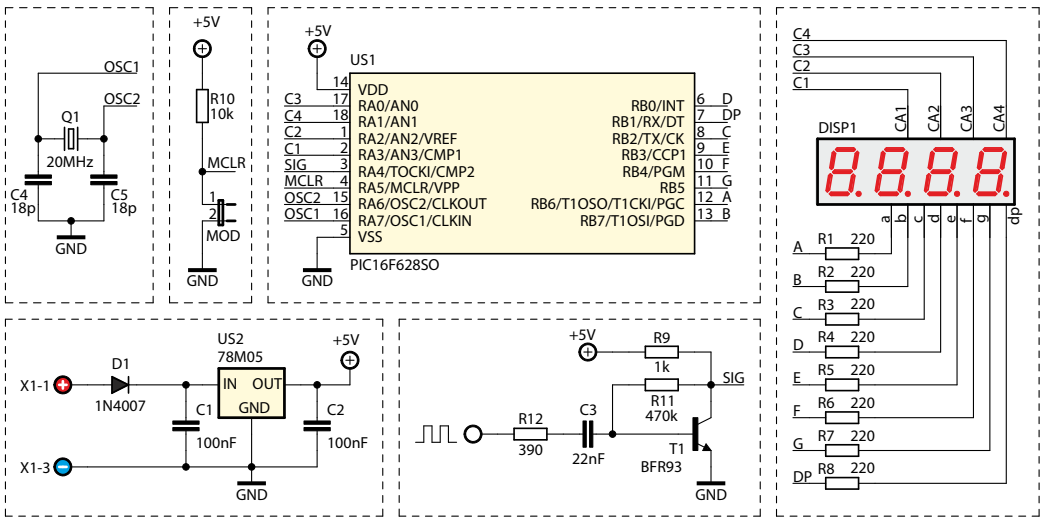 OSC1
OSC2
Q1
20MHz
C4
18p
C5
18p
GND
+5V
R10
10k
MCLR
1
2
MOD
GND
+5V
US1
14 VDD
C3 17 RA0/AN0
C4 18 RA1/AN1
C2 1 RA2/AN2/VREF
C1 2 RA3/AN3/CMP1
SIG 3 RA4/TOCKI/CMP2
MCLR 4 RA5/MCLR/VPP
OSC2 15 RA6/OSC2/CLKOUT
OSC1 16 RA7/OSC1/CLKIN
5 VSS
RB0/INT 6 D
RB1/RX/DT 7 DP
RB2/TX/CK 8 C
RB3/CCP1 9 E
RB4/PGM 10 F
RB5 11 G
RB6/T1OSO/T1CKI/PGC 12 A
RB7/T1OSI/PGD 13 B
GND
PIC16F628SO
C4
C3
C2
C1
CA1
CA2
CA3
CA4
DISP1
8.8.8.8.
a b c d e f g dp
A R1 220
B R2 220
C R3 220
D R4 220
E R5 220
F R6 220
G R7 220
DP R8 220
US2
78M05
+5V
D1
X1-1
1N4007
IN OUT
GND
C1
100nF
C2
100nF
X1-3
GND
+5V
R9
1k
SIG
R11
470k
R12
390
C3
22nF
T1
BFR93
GND